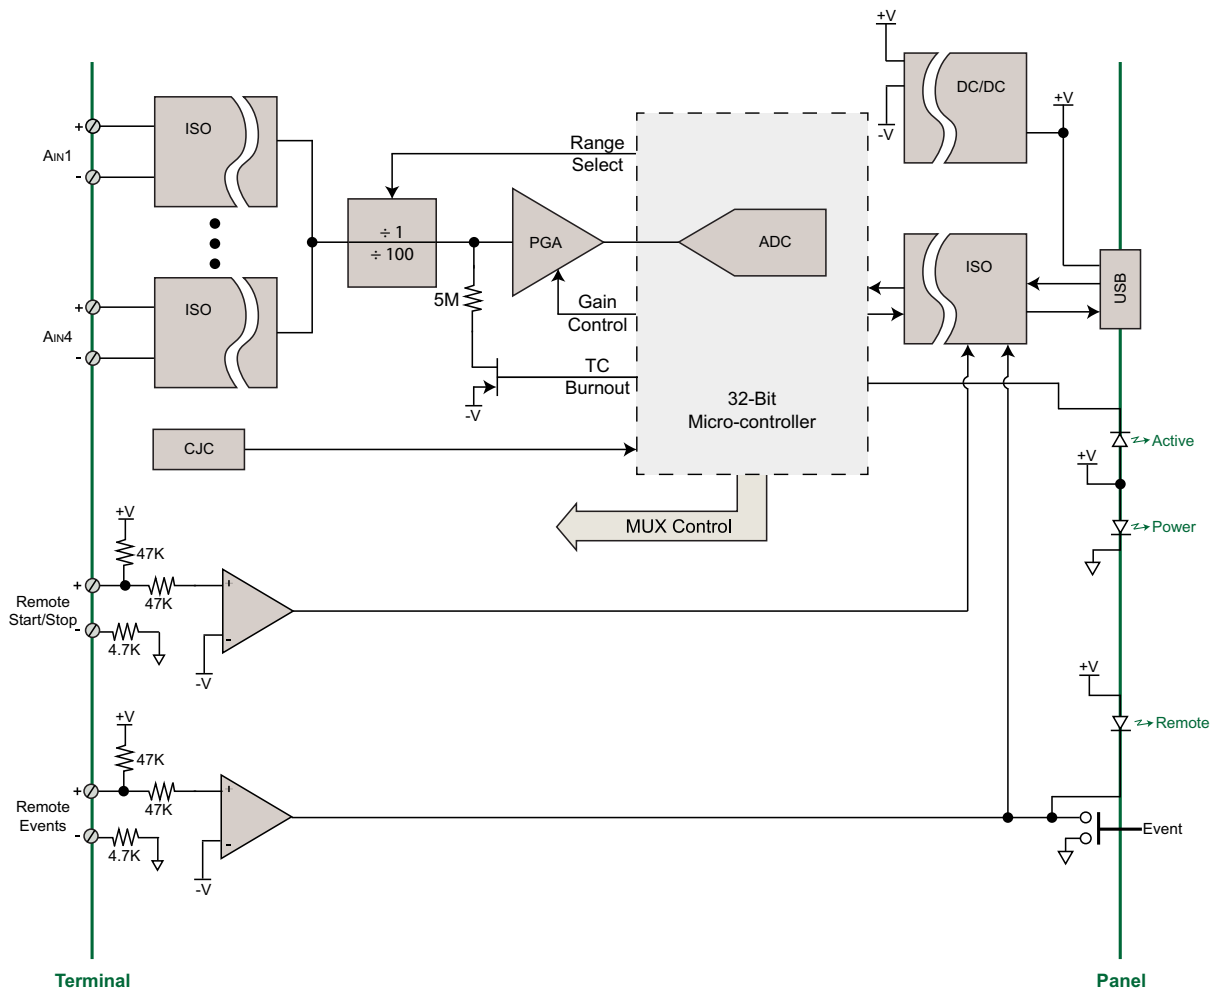 +V
DC/DC
-V
+V
ISO
+
AIN1
-
Range
Select
÷ 1
÷ 100
PGA
ADC
ISO
USB
ISO
+
AIN4
-
5M
Gain
Control
TC
Burnout
-V
32-Bit
Micro-controller
CJC
MUX Control
Active
+V
Power
+V
47K
+
47K
+
Remote
Start/Stop
-
4.7K
-
-V
+V
Remote
+V
47K
+
47K
+
Remote
Events
-
4.7K
-
-V
Event
Terminal
Panel